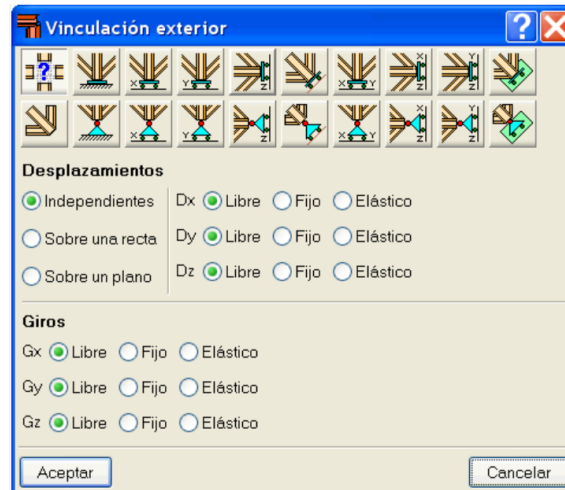 Vinculación exterior
Desplazamientos
Independientes Dx Libre Fijo Elástico
Sobre una recta Dy Libre Fijo Elástico
Sobre un plano Dz Libre Fijo Elástico
Giros
Gx Libre Fijo Elástico
Gy Libre Fijo Elástico
Gz Libre Fijo Elástico
Aceptar Cancelar